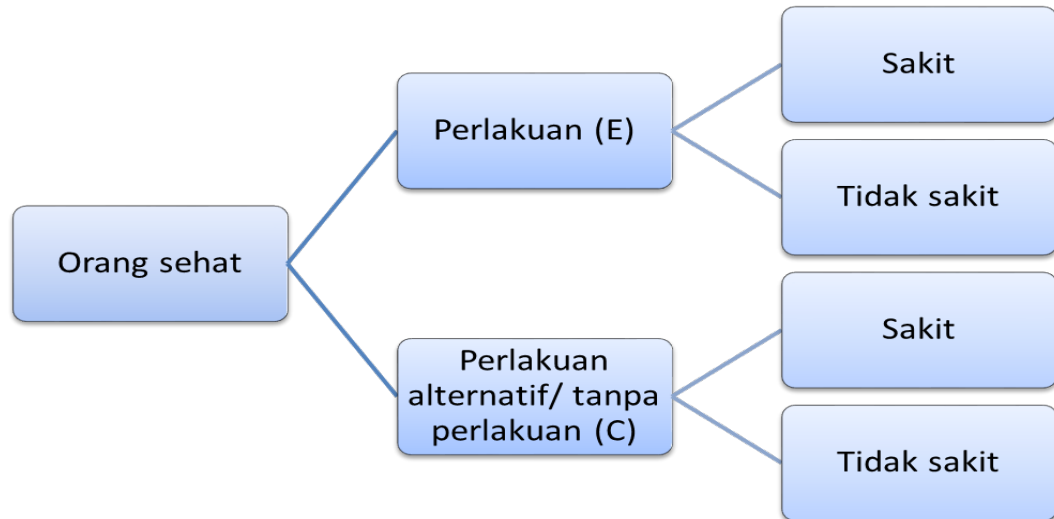 Orang sehat
Perlakuan (E)
Sakit
Tidak sakit
Perlakuan
alternatif/ tanpa
perlakuan (C)
Sakit
Tidak sakit